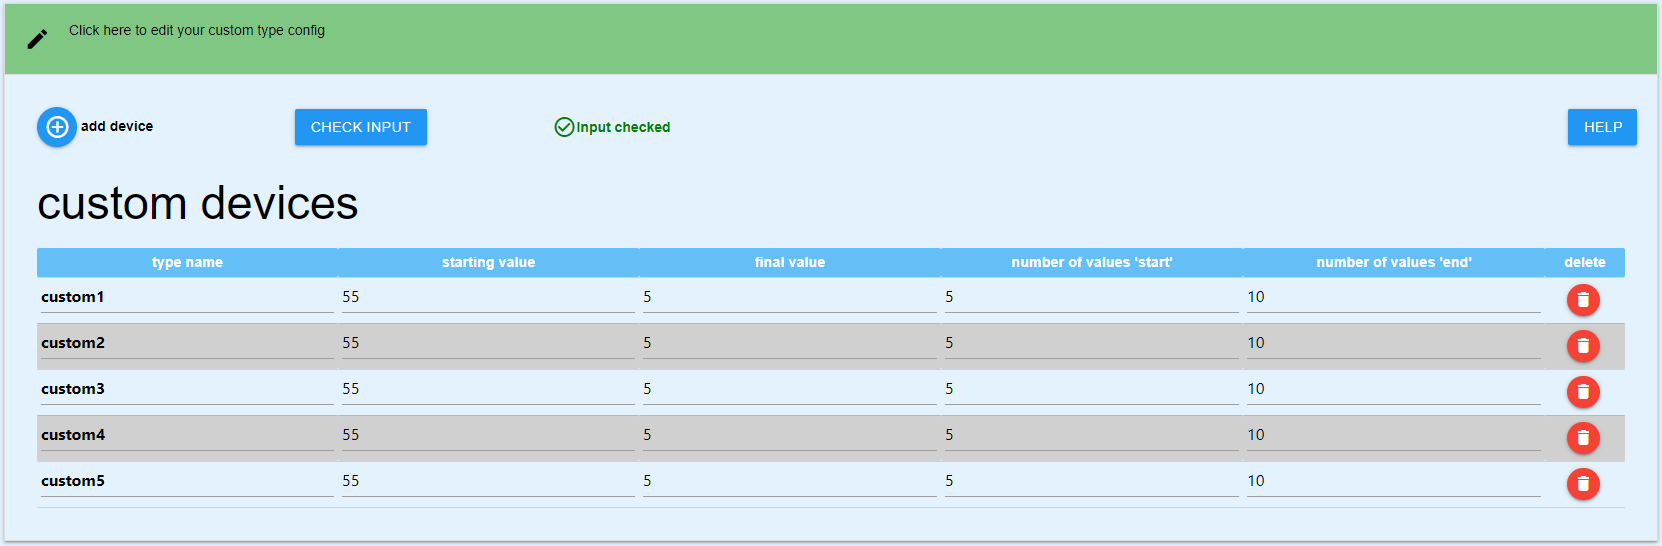 Click here to edit your custom type config
add device CHECK INPUT Input checked HELP
custom devices
type name starting value final value number of values 'start' number of values 'end' delete
custom1 55 5 5 10
custom2 55 5 5 10
custom3 55 5 5 10
custom4 55 5 5 10
custom5 55 5 5 10